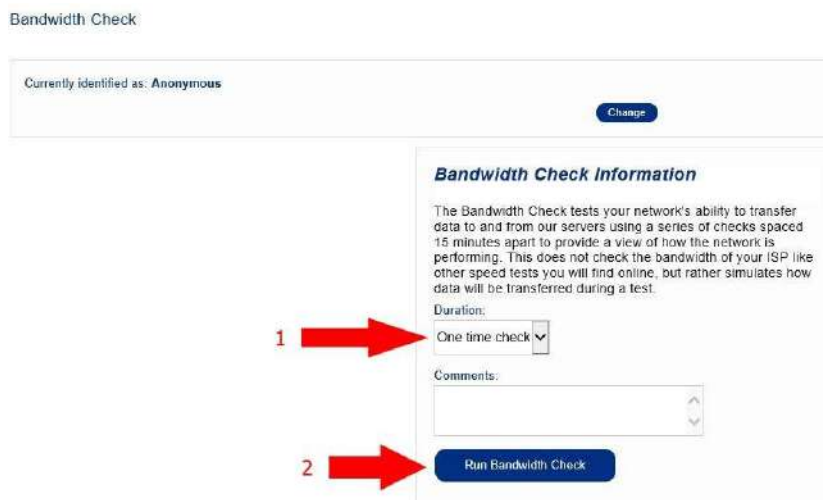 Bandwidth Check
Currently identified as: Anonymous
Change
Bandwidth Check Information
The Bandwidth Check tests your network's ability to transfer
data to and from our servers using a series of checks spaced
15 minutes apart to provide a view of how the network is
performing. This does not check the bandwidth of your ISP like
other speed tests you will find online, but rather simulates how
data will be transferred during a test.
Duration:
1
One time check
Comments:
2
Run Bandwidth Check